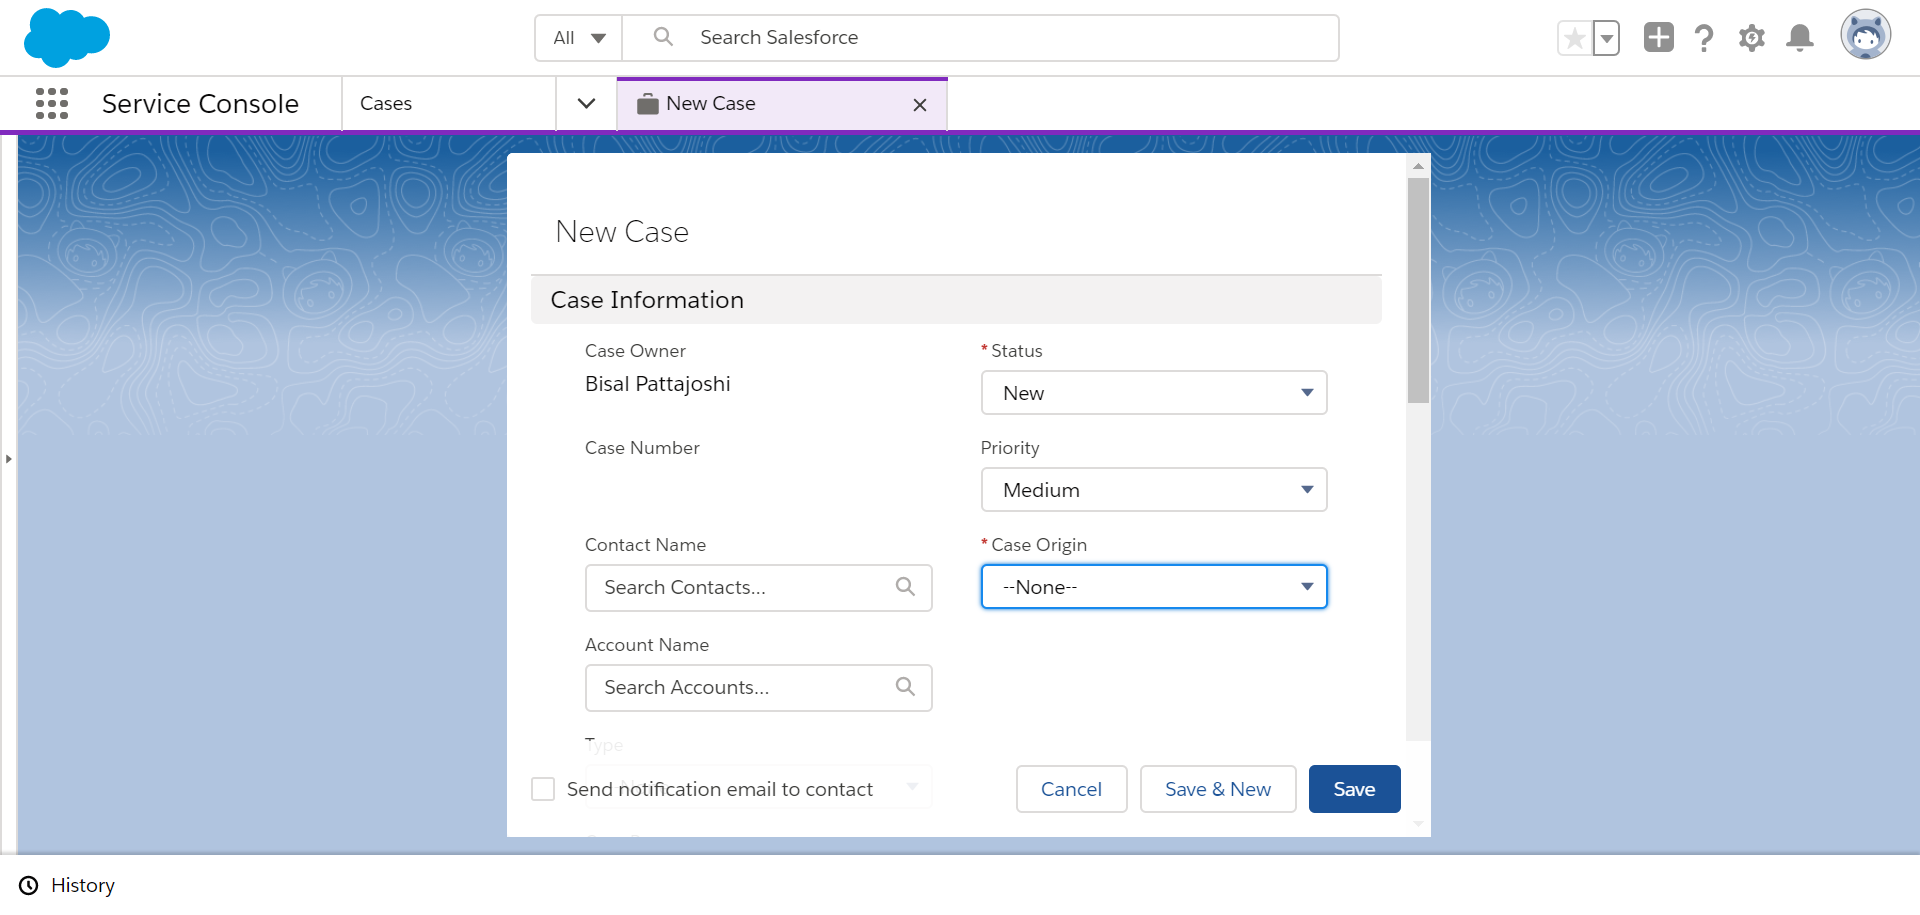 All
Search Salesforce
Service Console
Cases
New Case
New Case
Case Information
Case Owner
Bisal Pattajoshi
* Status
New
Case Number
Priority
Medium
Contact Name
Search Contacts...
* Case Origin
--None--
Account Name
Search Accounts...
Type
Send notification email to contact
Cancel
Save & New
Save
History